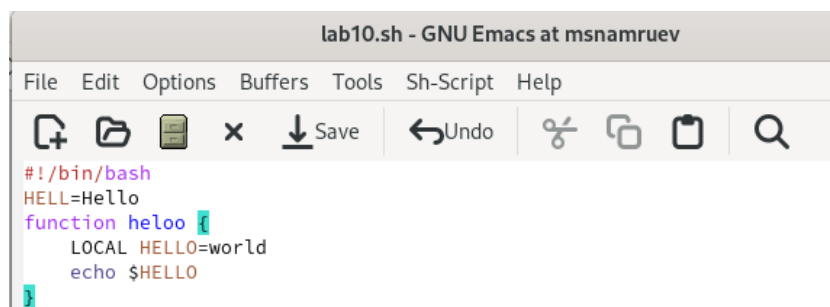 lab10.sh - GNU Emacs at msnamruev
File Edit Options Buffers Tools Sh-Script Help
Save Undo
#!/bin/bash
HELL=Hello
function heloo {
    LOCAL HELLO=world
    echo $HELLO
}